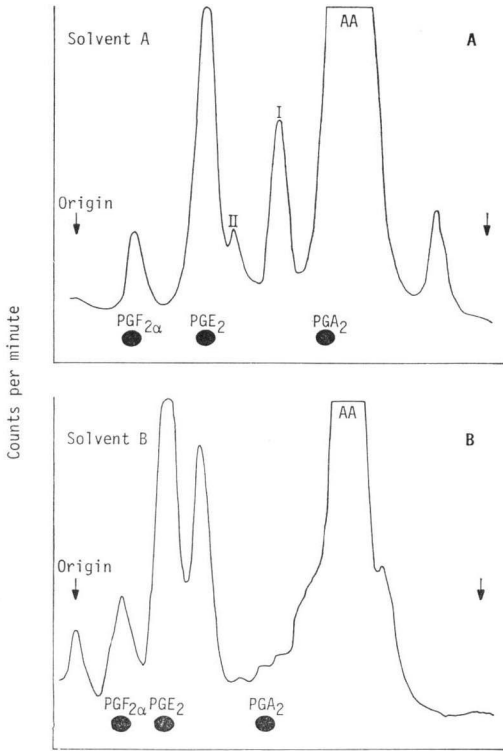 Solvent A
A
AA
I
II
Origin
PGF2α
PGE2
PGA2
Counts per minute
Solvent B
B
AA
Origin
PGF2α
PGE2
PGA2